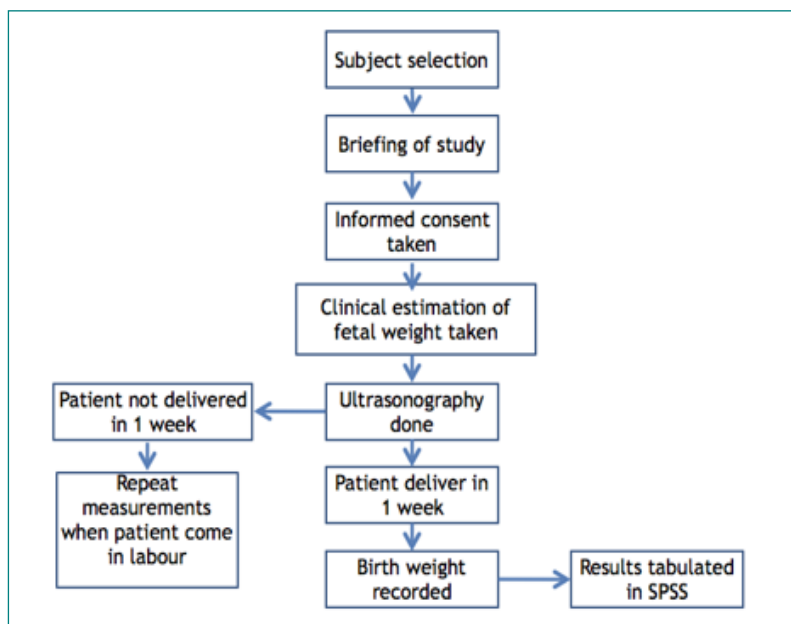 Subject selection
Briefing of study
Informed consent
taken
Clinical estimation of
fetal weight taken
Patient not delivered
in 1 week
Ultrasonography
done
Repeat
measurements
when patient come
in labour
Patient deliver in
1 week
Birth weight
recorded
Results tabulated
in SPSS